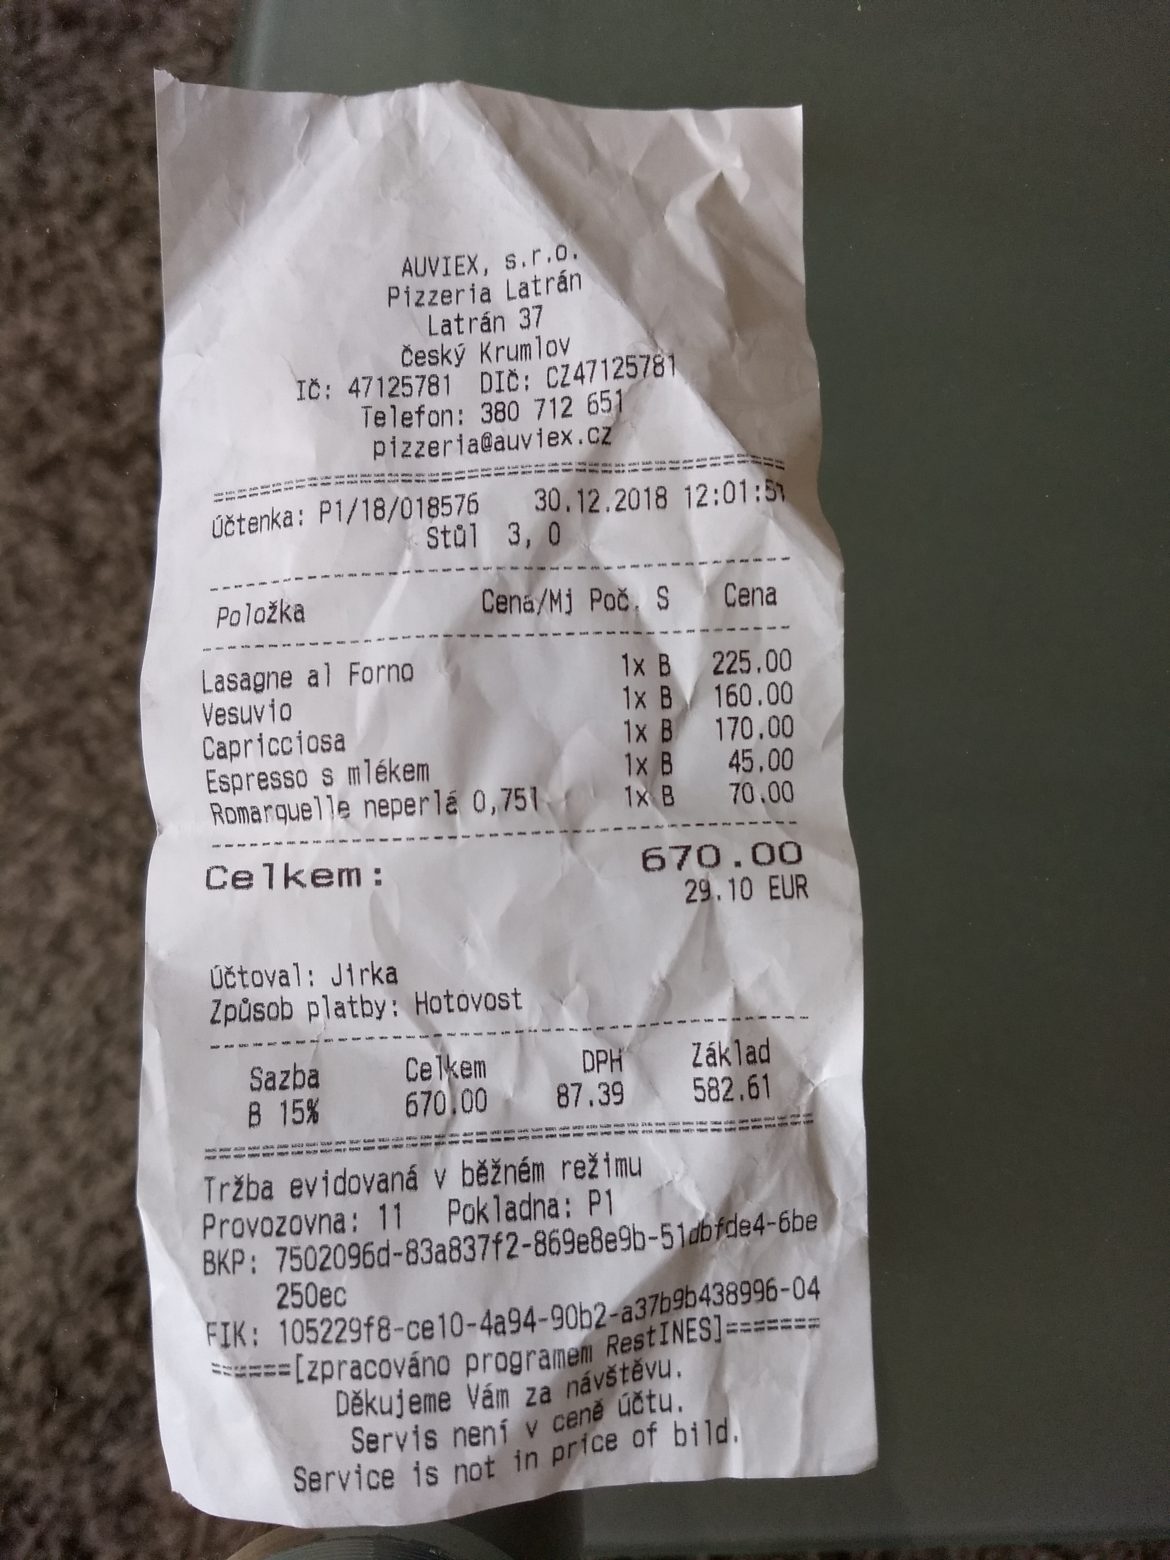 AUVIEX, s.r.o.
Pizzeria Latrán
Latrán 37
Český Krumlov
IČ: 47125781 DIČ: CZ47125781
Telefon: 380 712 651
pizzeria@auviex.cz
Účtenka: P1/18/018576 30.12.2018 12:01:51
Stůl 3, 0
Položka Cena/Mj Poč. S Cena
Lasagne al Forno 1x B 225.00
Vesuvio 1x B 160.00
Capricciosa 1x B 170.00
Espresso s mlékem 1x B 45.00
Romarquelle neperlá 0,75l 1x B 70.00
Celkem: 670.00
29.10 EUR
Účtoval: Jirka
Způsob platby: Hotovost
Sazba Celkem DPH Základ
B 15% 670.00 87.39 582.61
Tržba evidovaná v běžném režimu
Provozovna: 11 Pokladna: P1
BKP: 7502096d-83a837f2-869e8e9b-51dbfde4-6be
250ec
FIK: 105229f8-ce10-4a94-90b2-a37b9b438996-04
======[zpracováno programem RestINES]=======
Děkujeme Vám za návštěvu.
Servis není v ceně účtu.
Service is not in price of bild.